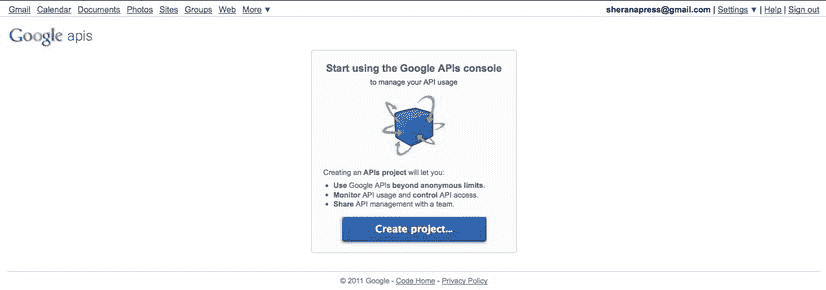 Gmail Calendar Documents Photos Sites Groups Web More ▼ sheranapress@gmail.com | Settings ▼ | Help | Sign out
Google apis
Start using the Google APIs console
to manage your API usage
Creating an APIs project will let you:
• Use Google APIs beyond anonymous limits.
• Monitor API usage and control API access.
• Share API management with a team.
Create project...
© 2011 Google - Code Home - Privacy Policy